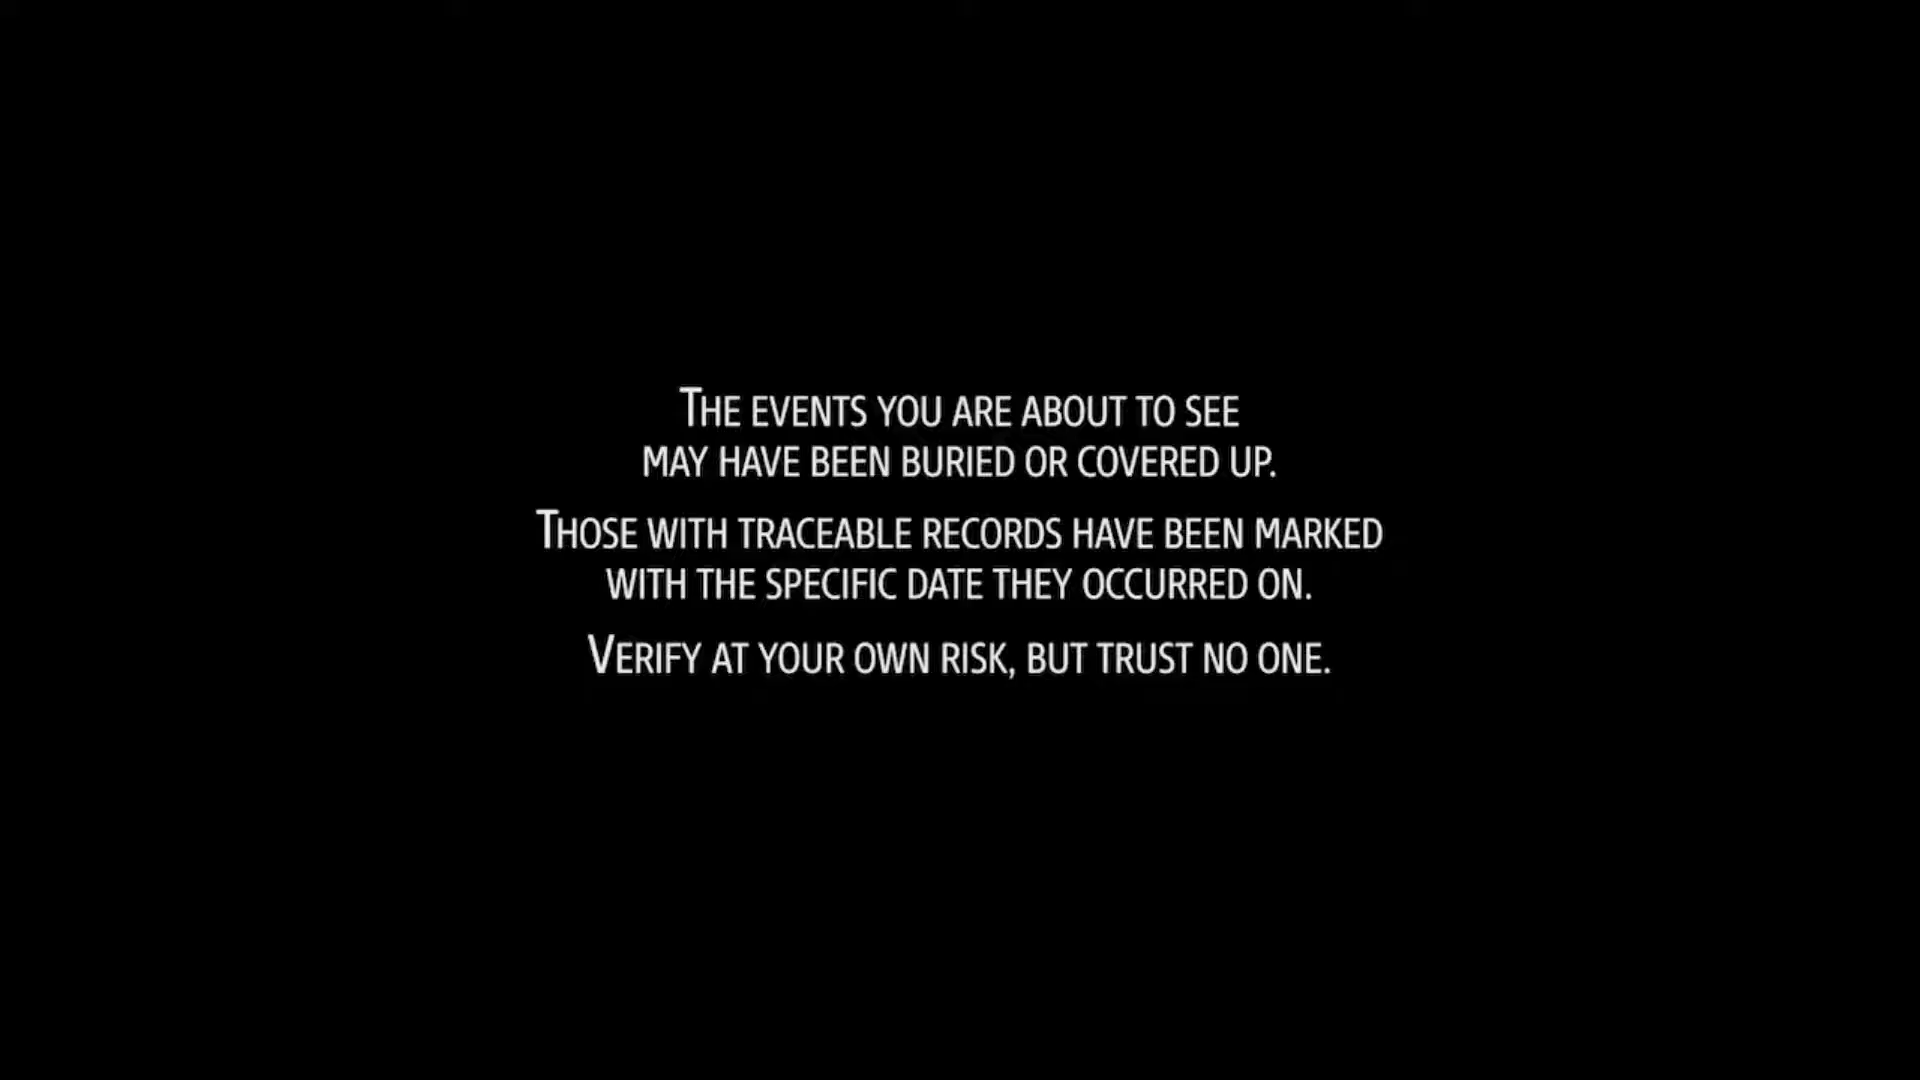 THE EVENTS YOU ARE ABOUT TO SEE
MAY HAVE BEEN BURIED OR COVERED UP.
THOSE WITH TRACEABLE RECORDS HAVE BEEN MARKED
WITH THE SPECIFIC DATE THEY OCCURRED ON.
VERIFY AT YOUR OWN RISK, BUT TRUST NO ONE.